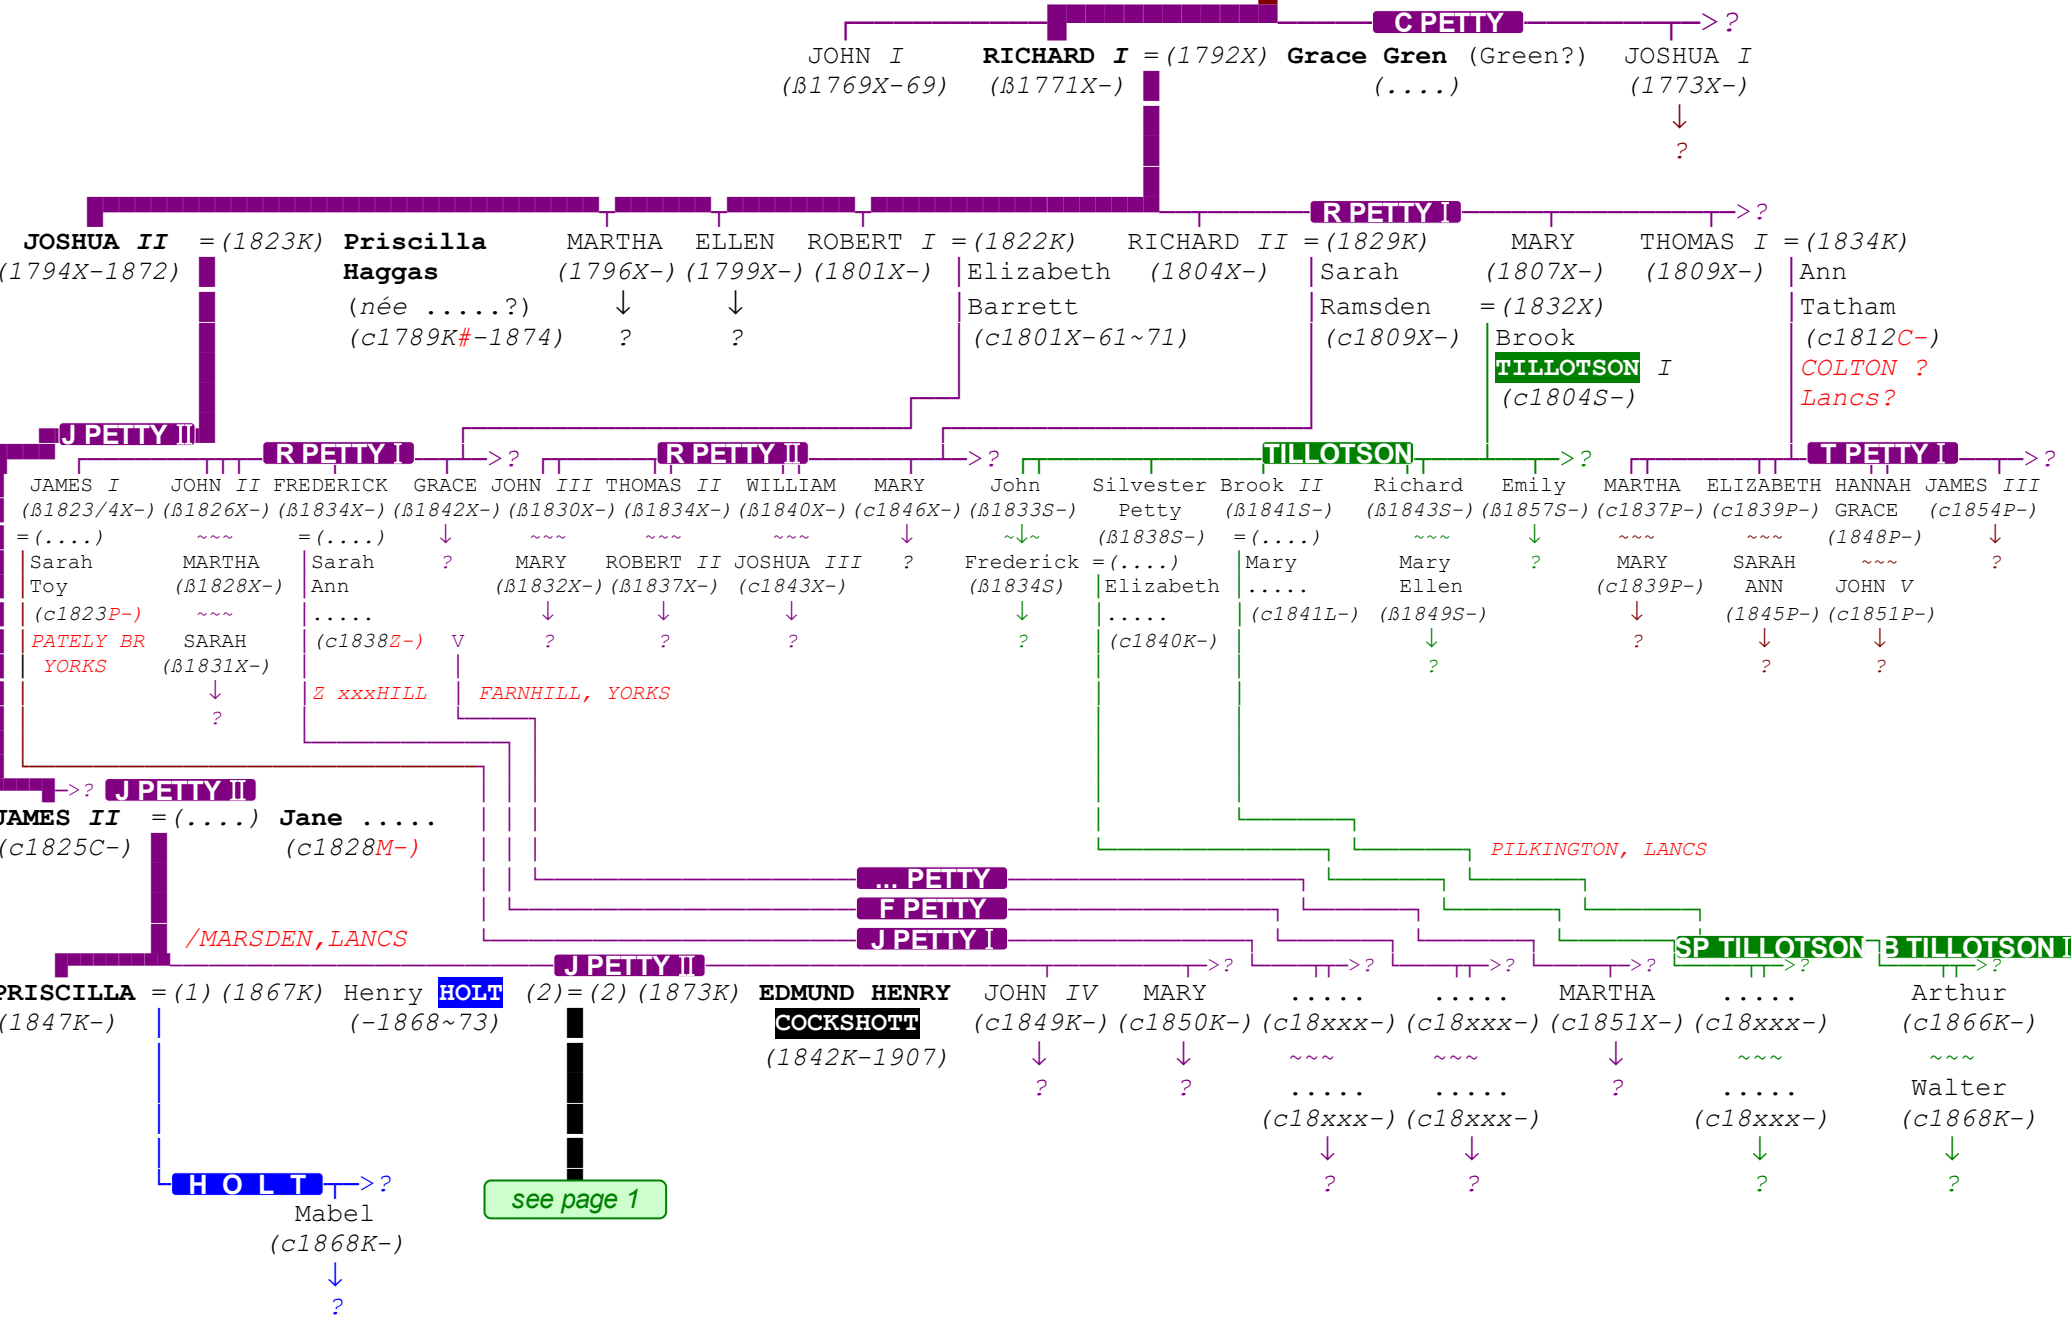 C PETTY >?
JOHN I RICHARD I =(1792X) Grace Gren (Green?) JOSHUA I
(ß1769X-69) (ß1771X-) (....) (1773X-)
↓
?
R PETTY I >?
JOSHUA II =(1823K) Priscilla MARTHA ELLEN ROBERT I =(1822K) RICHARD II =(1829K) MARY THOMAS I =(1834K)
(1794X-1872) Haggas (1796X-) (1799X-) (1801X-) Elizabeth (1804X-) Sarah (1807X-) (1809X-) Ann
(née .....?) ↓ ↓ Barrett Ramsden =(1832X) Tatham
(c1789K#-1874) ? ? (c1801X-61~71) (c1809X-) Brook (c1812C-)
TILLOTSON I COLTON ?
(c1804S-) Lancs?
J PETTY II
R PETTY I >? R PETTY II >? TILLOTSON >? T PETTY I >?
JAMES I JOHN II FREDERICK GRACE JOHN III THOMAS II WILLIAM MARY John Silvester Brook II Richard Emily MARTHA ELIZABETH HANNAH JAMES III
(ß1823/4X-) (ß1826X-) (ß1834X-) (ß1842X-) (ß1830X-) (ß1834X-) (ß1840X-) (c1846X-) (ß1833S-) Petty (ß1841S-) (ß1843S-) (ß1857S-) (c1837P-) (c1839P-) GRACE (c1854P-)
=(....) ~~~ =(....) ↓ ~~~ ~~~ ~~~ ↓ ~↓~ (ß1838S-) =(....) ~~~ ↓ ~~~ ~~~ (1848P-) ↓
Sarah MARTHA Sarah ? MARY ROBERT II JOSHUA III ? Frederick =(....) Mary Mary ? MARY SARAH ~~~ ?
Toy (ß1828X-) Ann (ß1832X-) (ß1837X-) (c1843X-) (ß1834S) Elizabeth ..... Ellen (c1839P-) ANN JOHN V
(c1823P-) ~~~ ..... ↓ ↓ ↓ ↓ ..... (c1841L-) (ß1849S-) ↓ (1845P-) (c1851P-)
PATELY BR SARAH (c1838Z-) V ? ? ? ? (c1840K-) ↓ ? ↓ ↓
YORKS (ß1831X-) ? ? ?
↓ Z xxxHILL FARNHILL, YORKS
?
>? J PETTY II
JAMES II =(....) Jane .....
(c1825C-) (c1828M-) PILKINGTON, LANCS
... PETTY
F PETTY
/MARSDEN,LANCS J PETTY I SP TILLOTSON B TILLOTSON I
J PETTY II >? >? >? >? >? >?
PRISCILLA =(1)(1867K) Henry HOLT (2)=(2)(1873K) EDMUND HENRY JOHN IV MARY ..... ..... MARTHA ..... Arthur
(1847K-) (-1868~73) COCKSHOTT (c1849K-) (c1850K-) (c18xxx-) (c18xxx-) (c1851X-) (c18xxx-) (c1866K-)
(1842K-1907) ↓ ↓ ~~~ ~~~ ↓ ~~~ ~~~
? ? ..... ..... ? ..... Walter
(c18xxx-) (c18xxx-) (c18xxx-) (c1868K-)
↓ ↓ ↓ ↓
H O L T >? ? ? ? ?
see page 1
Mabel
(c1868K-)
↓
?